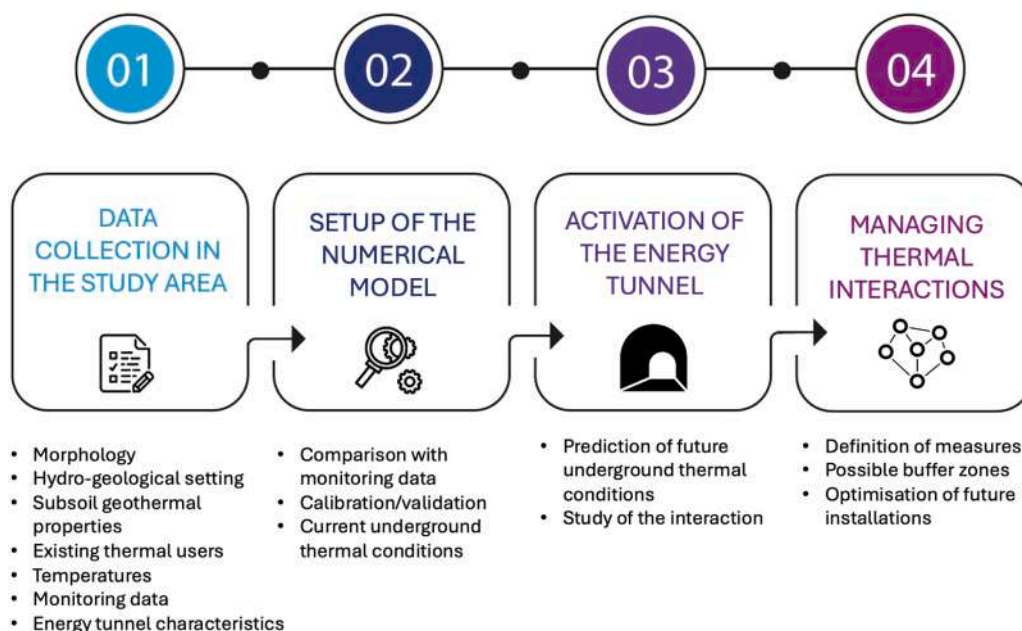 01
02
03
04
DATA
COLLECTION IN
THE STUDY AREA
SETUP OF THE
NUMERICAL
MODEL
ACTIVATION OF
THE ENERGY
TUNNEL
MANAGING
THERMAL
INTERACTIONS
• Morphology
• Hydro-geological setting
• Subsoil geothermal
properties
• Existing thermal users
• Temperatures
• Monitoring data
• Energy tunnel characteristics
• Comparison with
monitoring data
• Calibration/validation
• Current underground
thermal conditions
• Prediction of future
underground thermal
conditions
• Study of the interaction
• Definition of measures
• Possible buffer zones
• Optimisation of future
installations